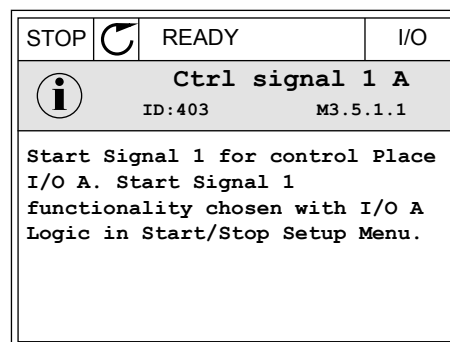 STOP READY I/O
Ctrl signal 1 A
ID:403 M3.5.1.1
Start Signal 1 for control Place
I/O A. Start Signal 1
functionality chosen with I/O A
Logic in Start/Stop Setup Menu.